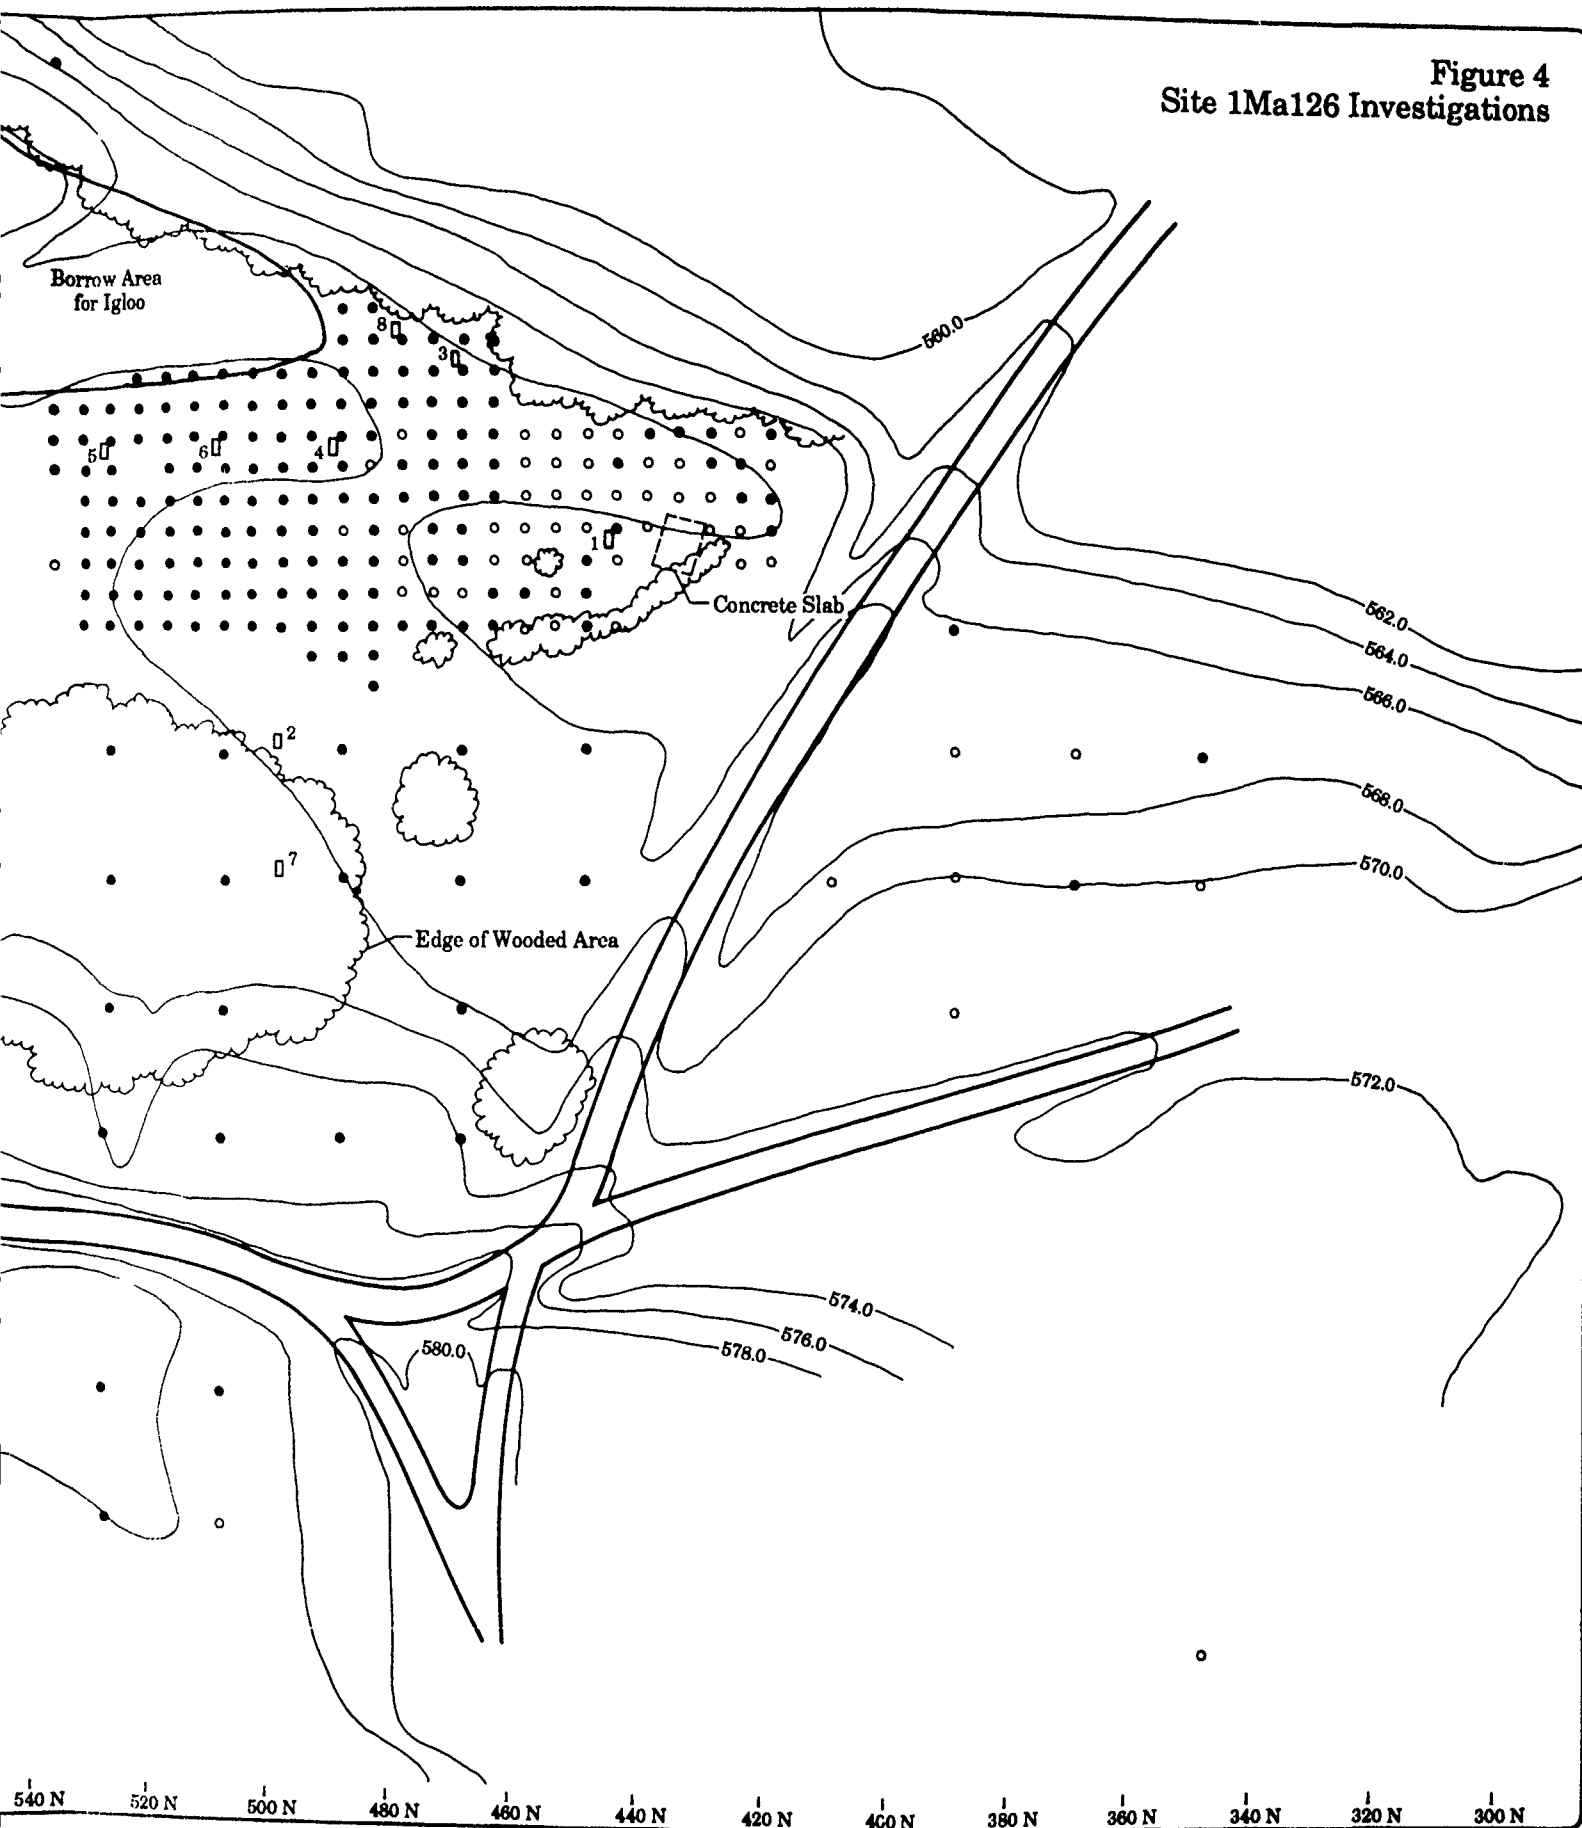 Figure 4
Site 1Ma126 Investigations
Borrow Area
for Igloo
560.0
8
3
5
6
4
1
Concrete Slab
562.0
564.0
566.0
2
568.0
7
570.0
Edge of Wooded Area
572.0
574.0
576.0
578.0
580.0
540 N
520 N
500 N
480 N
460 N
440 N
420 N
400 N
380 N
360 N
340 N
320 N
300 N